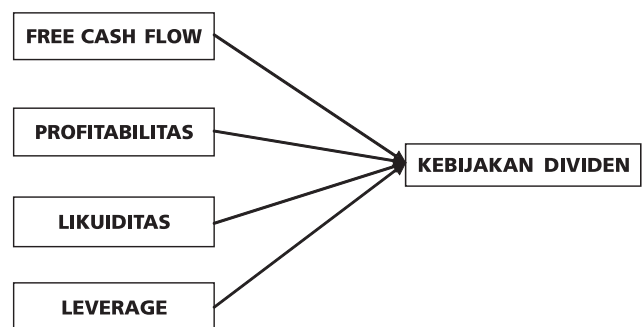 FREE CASH FLOW
PROFITABILITAS
KEBIJAKAN DIVIDEN
LIKUIDITAS
LEVERAGE